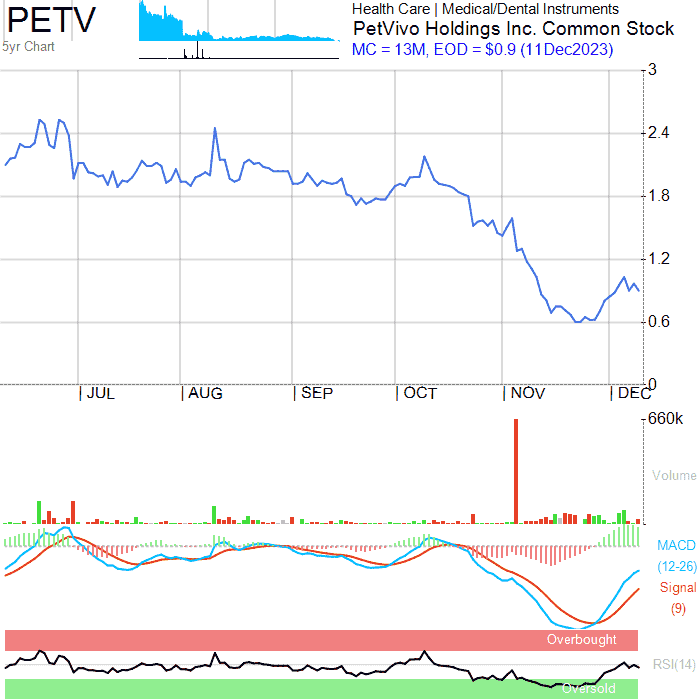 PETV
5yr Chart
Health Care | Medical/Dental Instruments
PetVivo Holdings Inc. Common Stock
MC = 13M, EOD = $0.9 (11Dec2023)
3
2.4
1.8
1.2
0.6
0
JUL AUG SEP OCT NOV DEC
660k
Volume
MACD
(12-26)
Signal
(9)
Overbought
RSI(14)
Oversold